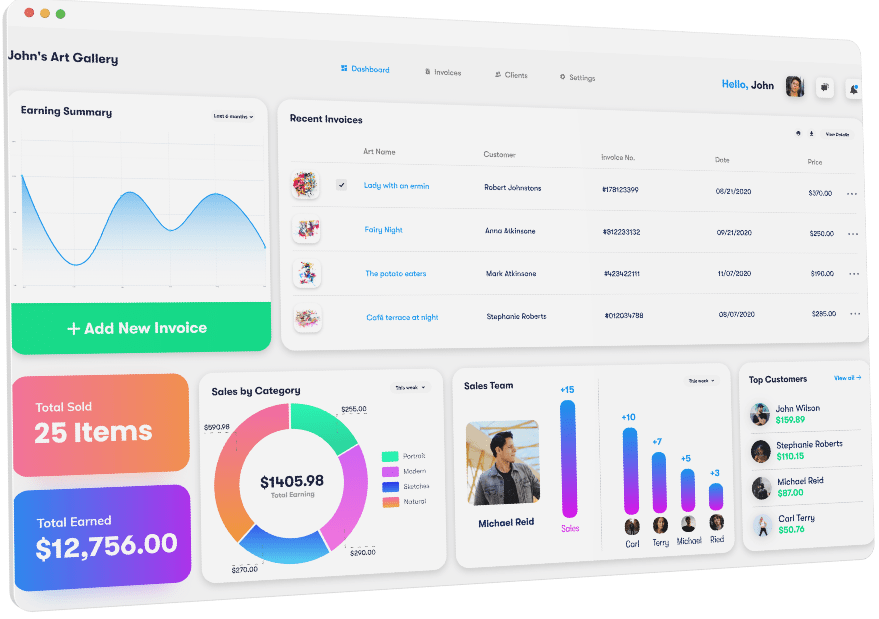 John's Art Gallery
Dashboard
Invoices
Clients
Settings
Hello, John
Earning Summary
Last 6 months
+ Add New Invoice
Recent Invoices
View Details
Art Name Customer Invoice No. Date Price
Lady with an ermin Robert Johnstons #178123399 08/21/2020 $370.00
Fairy Night Anna Atkinsone #312233132 09/21/2020 $250.00
The potato eaters Mark Atkinsone #423422111 11/07/2020 $190.00
Café terrace at night Stephanie Roberts #012034788 08/07/2020 $285.00
Total Sold
25 Items
Total Earned
$12,756.00
Sales by Category
This week
$255.00
$590.98
$1405.98
Total Earning
$290.00
$270.00
Portrait
Modern
Sketches
Natural
Sales Team
This week
Michael Reid
+15
Sales
+10
+7
+5
+3
Carl
Terry
Michael
Ried
Top Customers
View all →
John Wilson
$159.89
Stephanie Roberts
$110.15
Michael Reid
$87.00
Carl Terry
$50.76